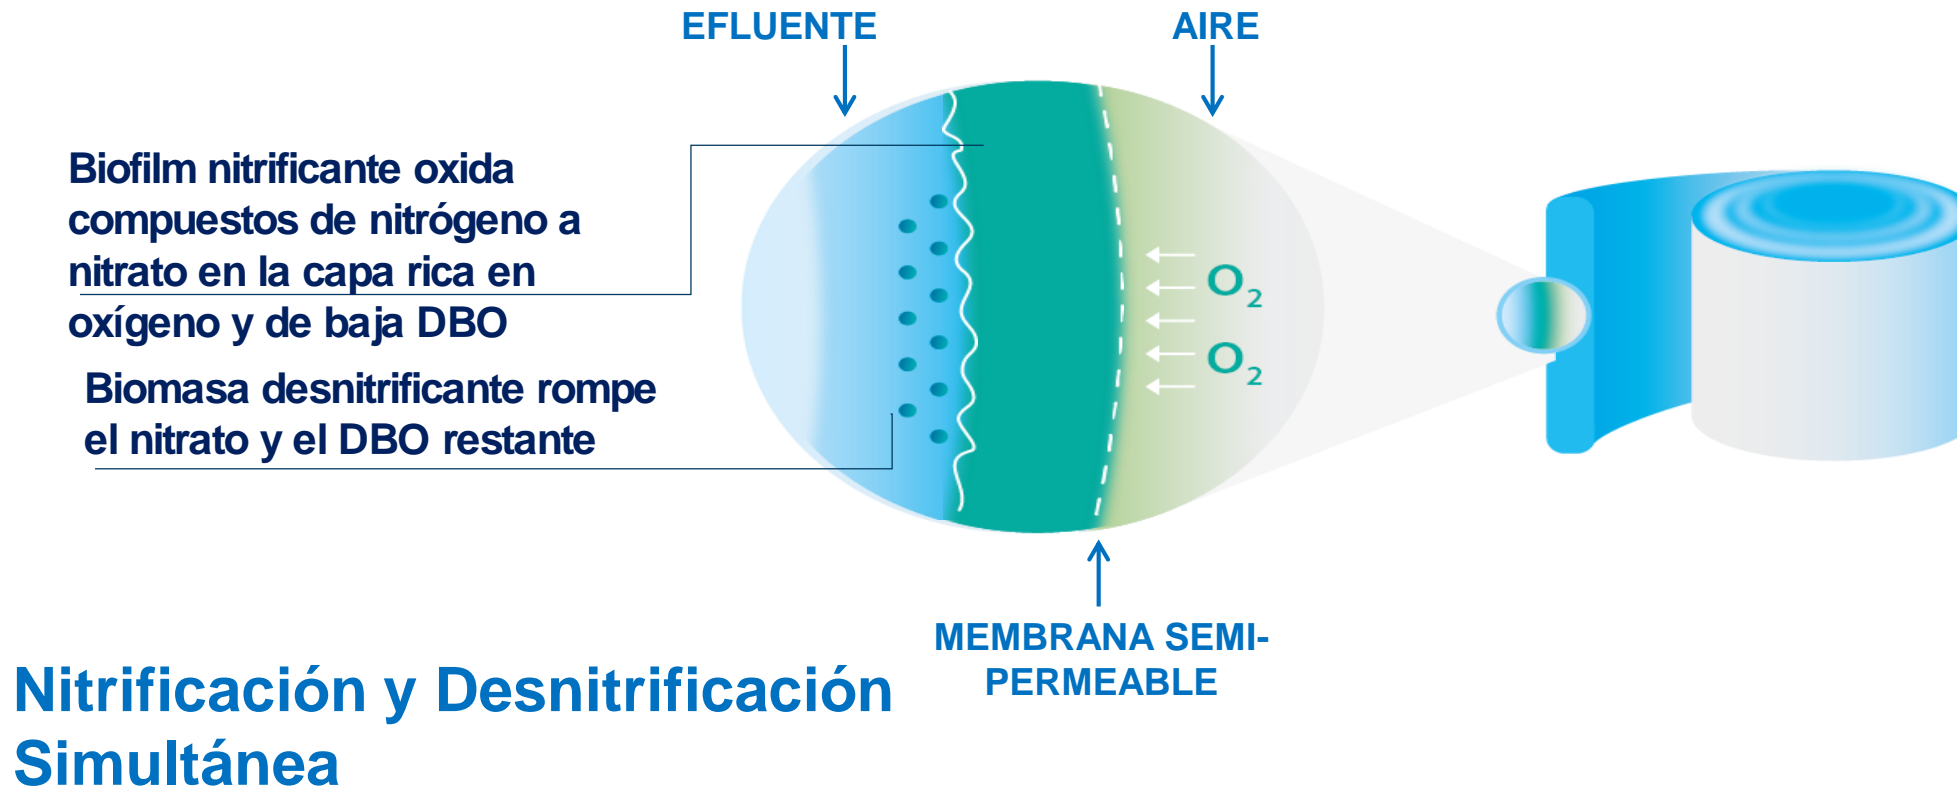 EFLUENTE
AIRE
Biofilm nitrificante oxida
compuestos de nitrógeno a
nitrato en la capa rica en
oxígeno y de baja DBO
Biomasa desnitrificante rompe
el nitrato y el DBO restante
O2
O2
MEMBRANA SEMI-
PERMEABLE
Nitrificación y Desnitrificación
Simultánea